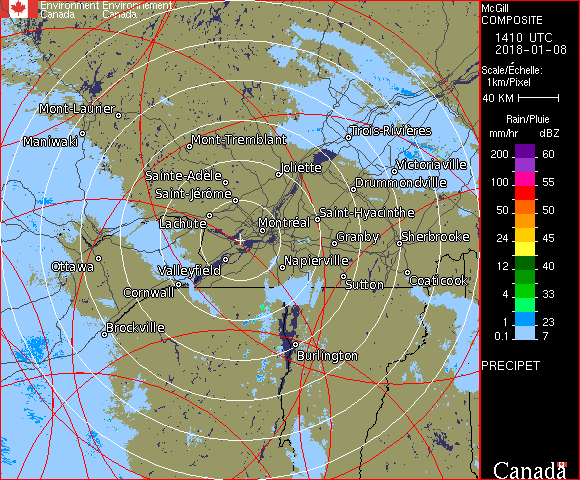 Environment Environnement
Canada Canada
McGill
COMPOSITE
1410 UTC
2018-01-08
Scale/Échelle:
1km/Pixel
40 KM
Rain/Pluie
mm/hr dBZ
200 60
192 57
100 55
50 50
24 45
12 40
4 33
1 23
0.1 7
PRECIPET
Canada
Mont-Laurier
Maniwaki
Mont-Tremblant
Trois-Rivières
Joliette
Victoriaville
Sainte-Adèle
Drummondville
Saint-Jérôme
Saint-Hyacinthe
Lachute
Montréal
Granby
Sherbrooke
Ottawa
Valleyfield
Napierville
Cornwall
Sutton
Coaticook
Brockville
Burlington